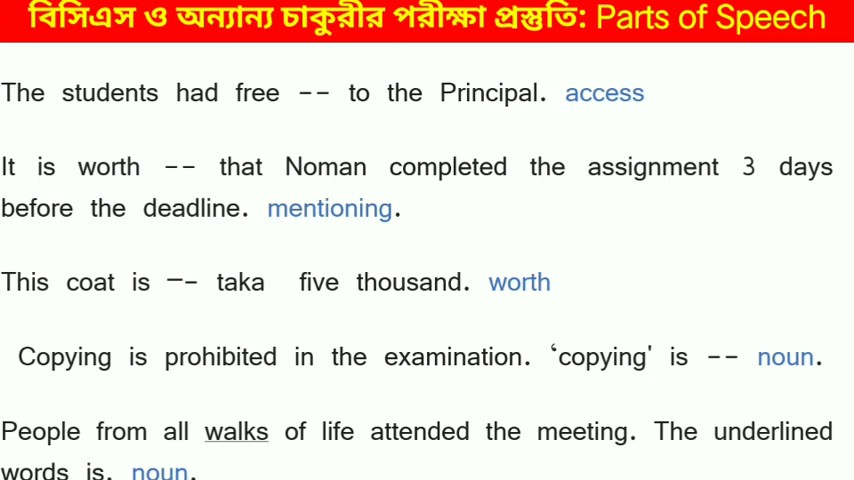 বিসিএস ও অন্যান্য চাকুরীর পরীক্ষা প্রস্তুতি: Parts of Speech
The students had free -- to the Principal. access
It is worth -- that Noman completed the assignment 3 days
before the deadline. mentioning.
This coat is –- taka five thousand. worth
Copying is prohibited in the examination. ‘copying' is -- noun.
People from all walks of life attended the meeting. The underlined
words is. noun.